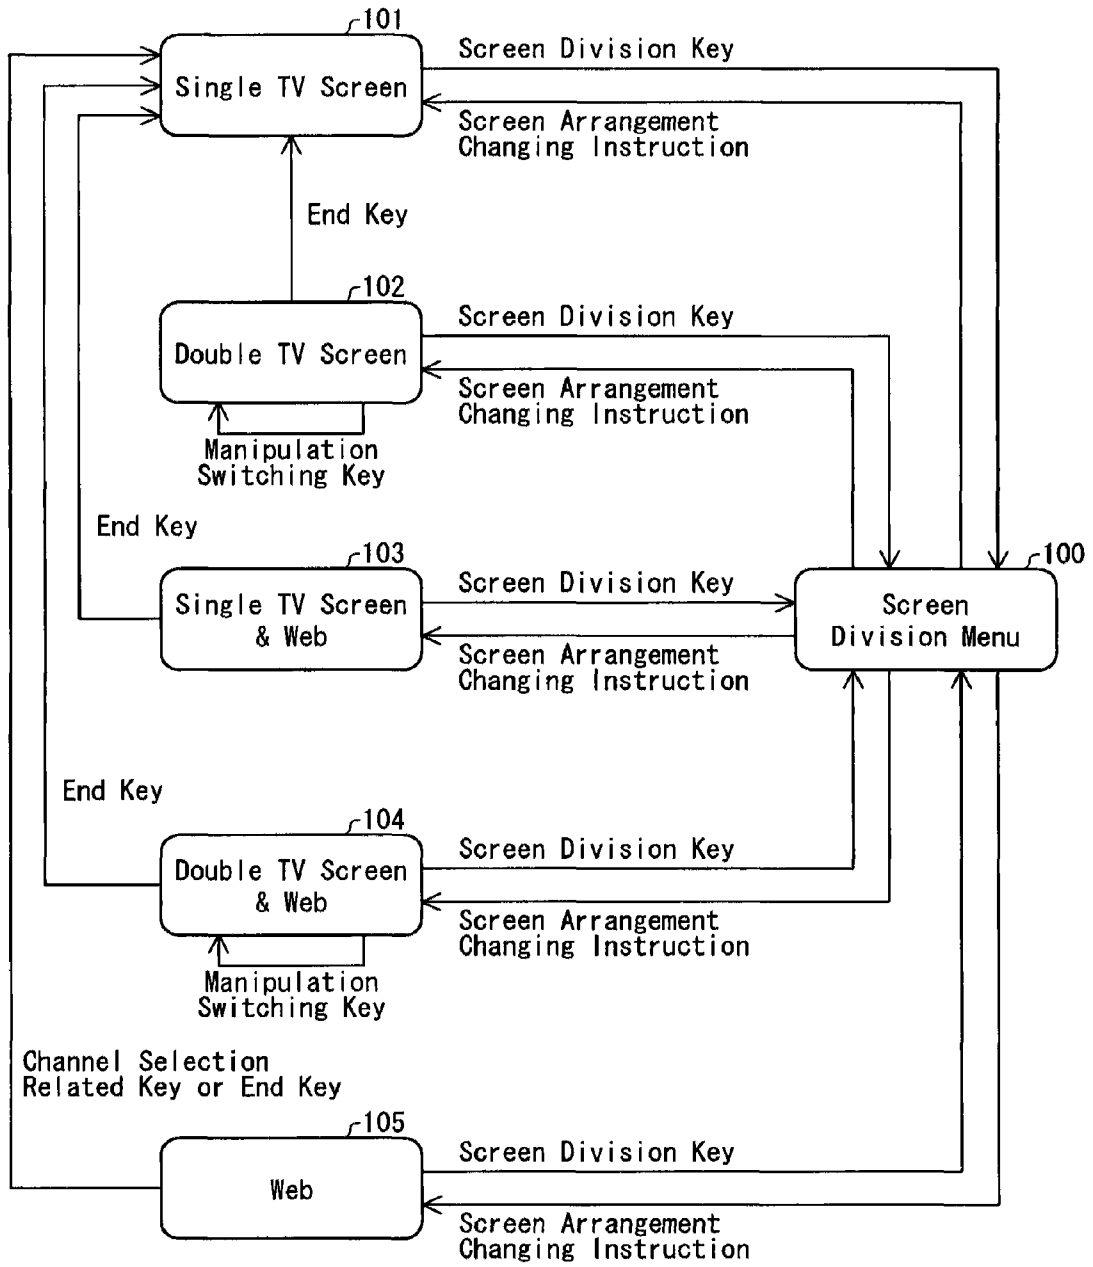 101
Single TV Screen
Screen Division Key
Screen Arrangement
Changing Instruction
End Key
102
Double TV Screen
Screen Division Key
Screen Arrangement
Changing Instruction
Manipulation
Switching Key
End Key
103
Single TV Screen
& Web
Screen Division Key
Screen Arrangement
Changing Instruction
100
Screen
Division Menu
End Key
104
Double TV Screen
& Web
Screen Division Key
Screen Arrangement
Changing Instruction
Manipulation
Switching Key
Channel Selection
Related Key or End Key
105
Web
Screen Division Key
Screen Arrangement
Changing Instruction